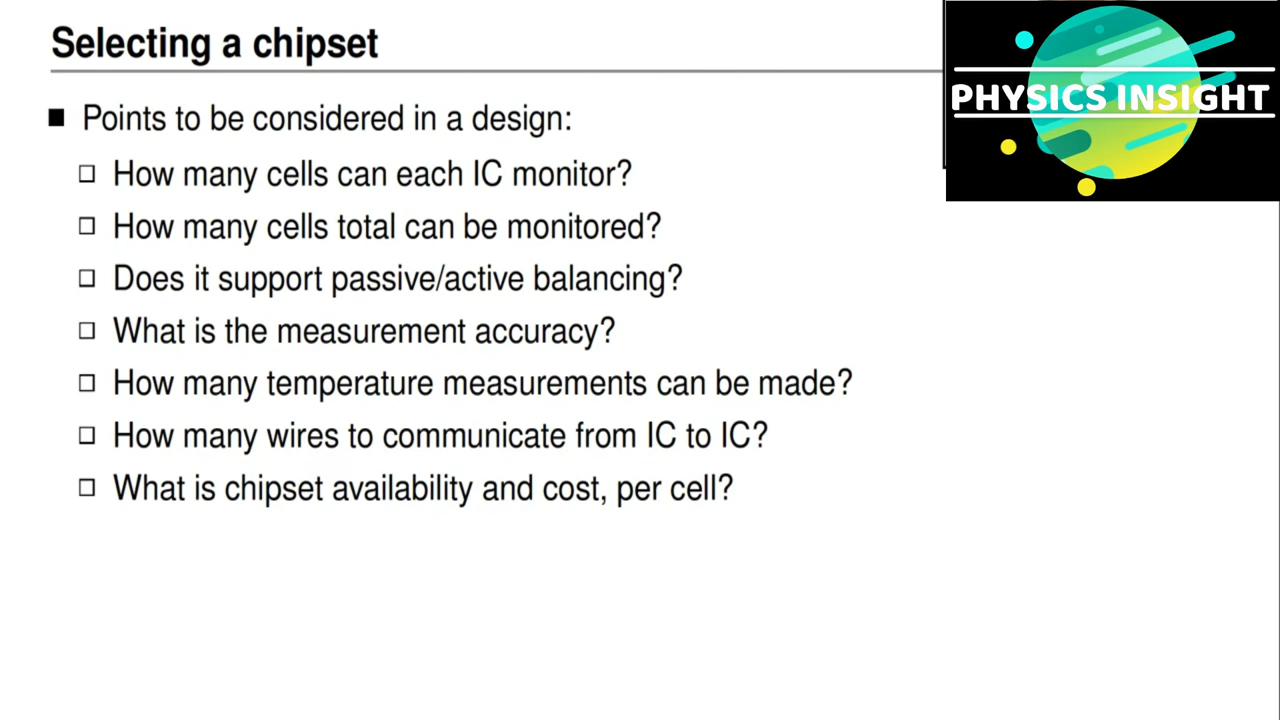 Selecting a chipset
PHYSICS INSIGHT
Points to be considered in a design:
How many cells can each IC monitor?
How many cells total can be monitored?
Does it support passive/active balancing?
What is the measurement accuracy?
How many temperature measurements can be made?
How many wires to communicate from IC to IC?
What is chipset availability and cost, per cell?